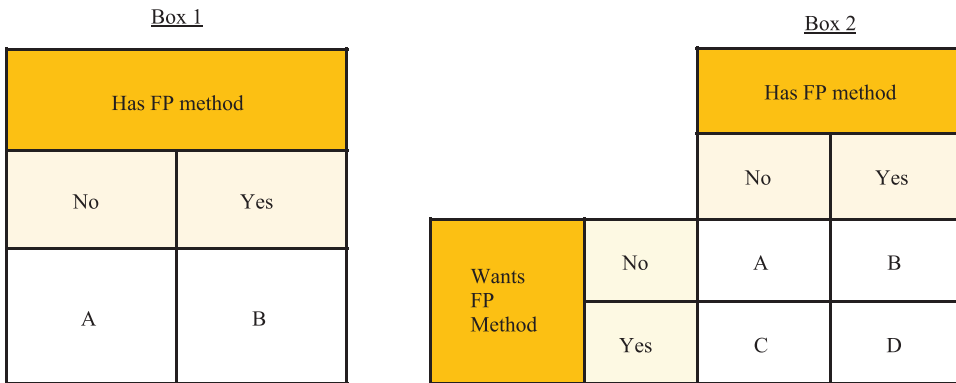 Box 1
Has FP method
No
Yes
A
B
Box 2
Has FP method
No
Yes
Wants
FP
Method
No
A
B
Yes
C
D